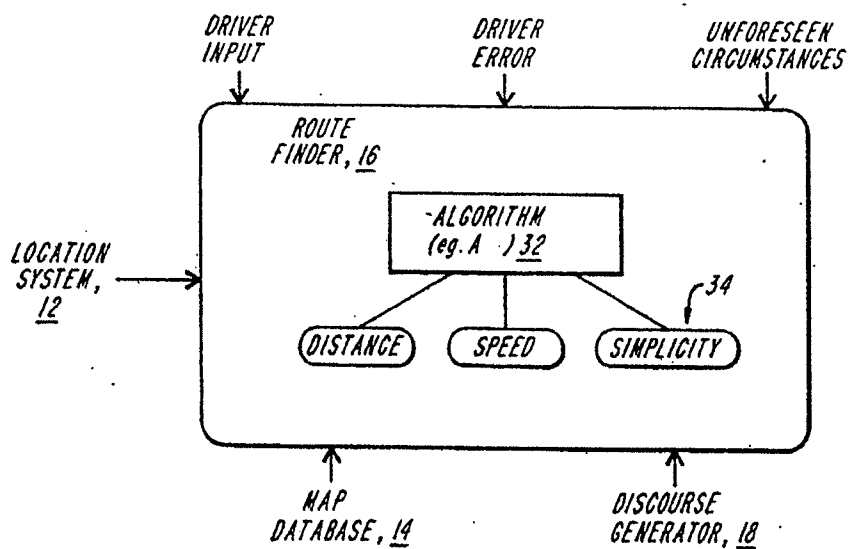 DRIVER
INPUT
DRIVER
ERROR
UNFORESEEN
CIRCUMSTANCES
ROUTE
FINDER, 16
-ALGORITHM
(eg. A ) 32
LOCATION
SYSTEM,
12
34
DISTANCE
SPEED
SIMPLICITY
MAP
DATABASE, 14
DISCOURSE
GENERATOR, 18